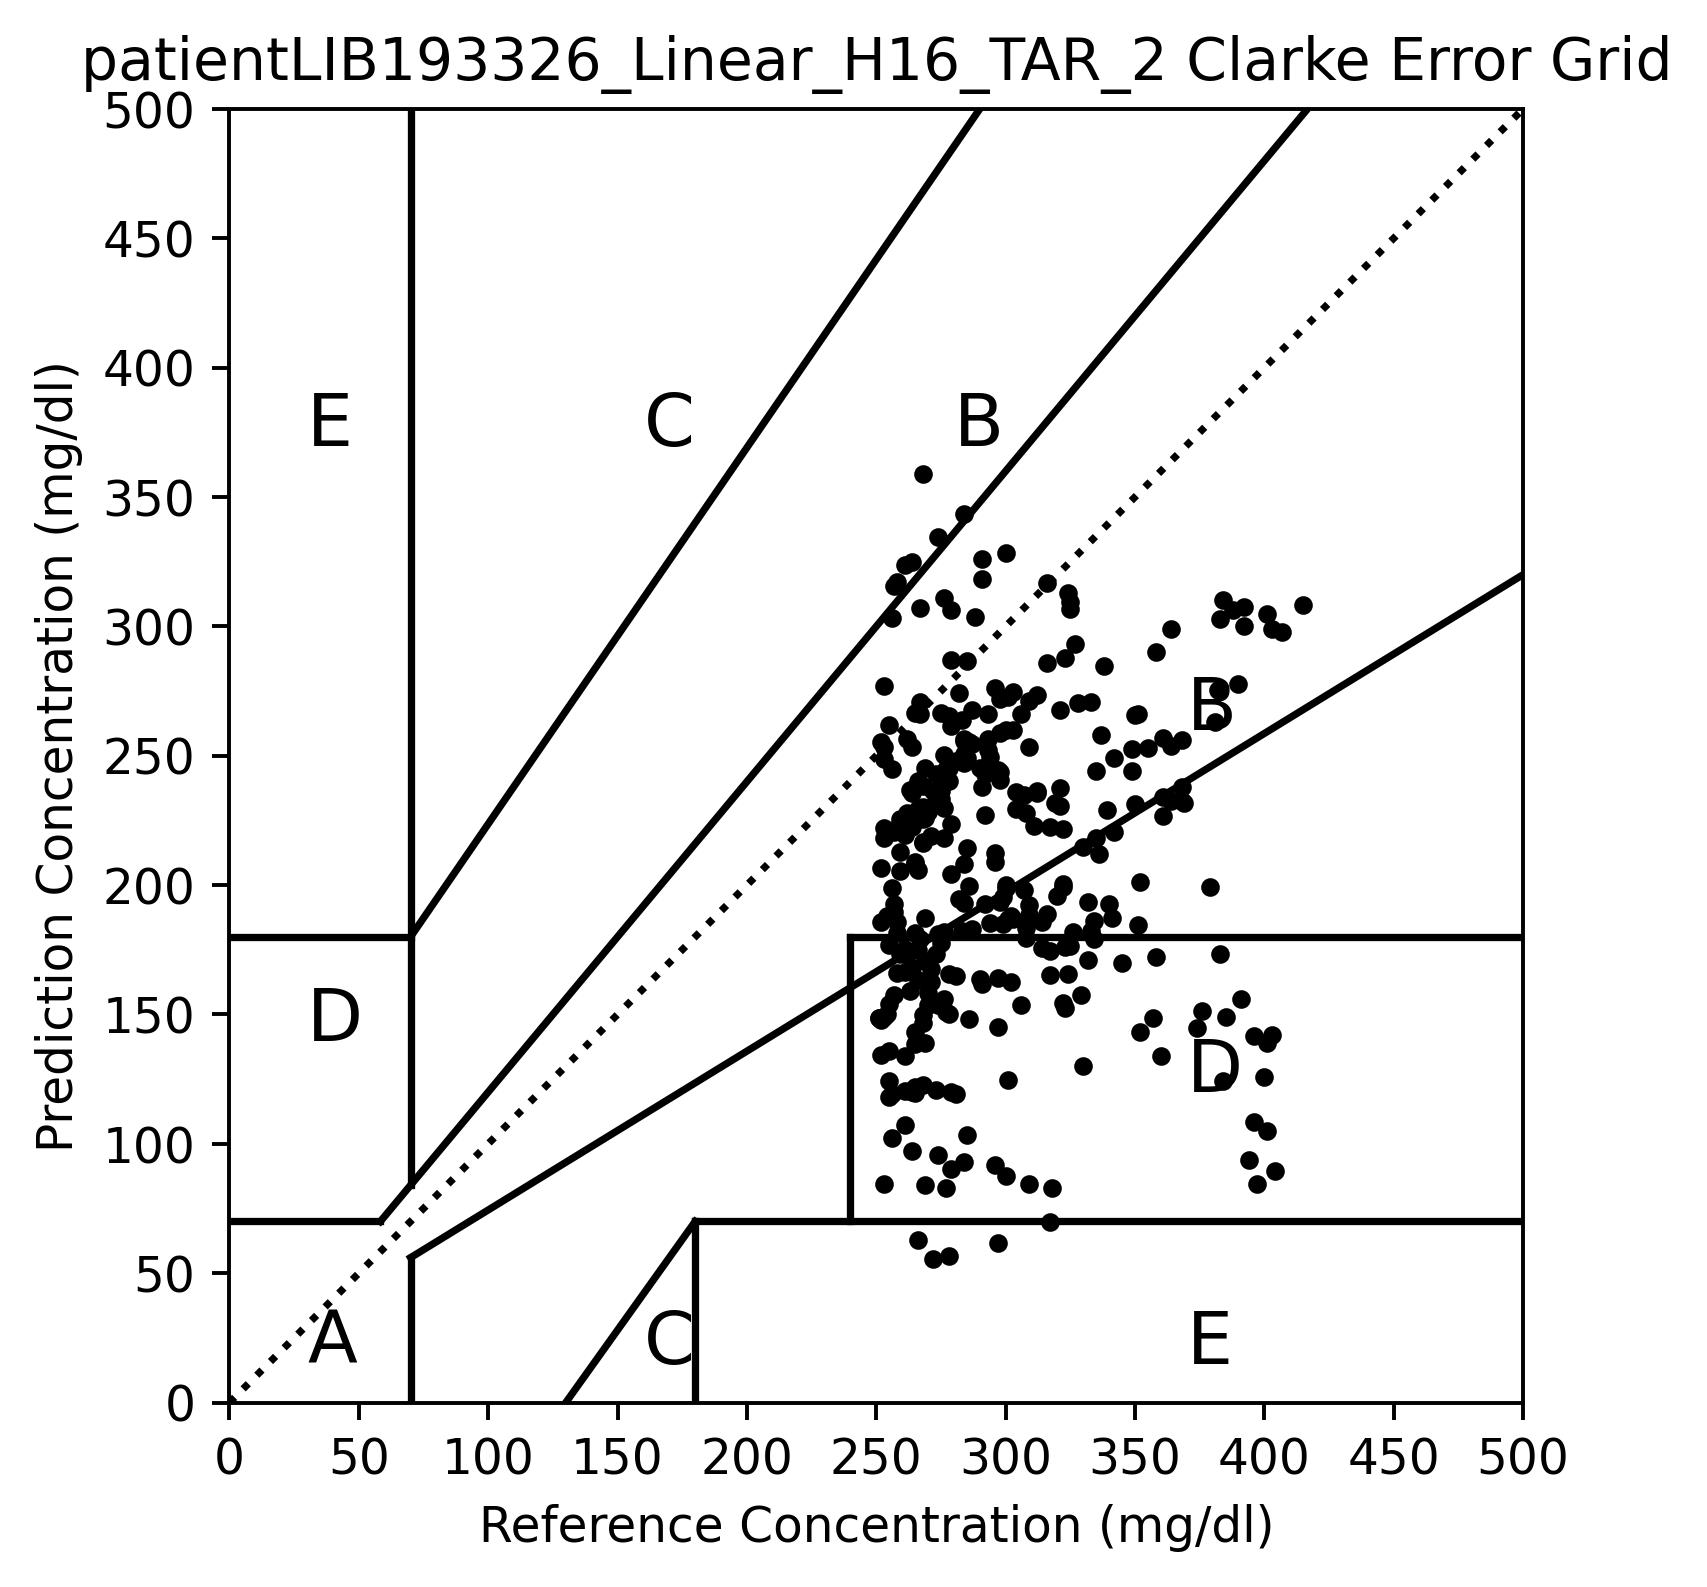 patientLIB193326_Linear_H16_TAR_2 Clarke Error Grid
500
450
400
350
300
250
200
150
100
50
0
Prediction Concentration (mg/dl)
E
C
B
B
D
D
A
C
E
0 50 100 150 200 250 300 350 400 450 500
Reference Concentration (mg/dl)